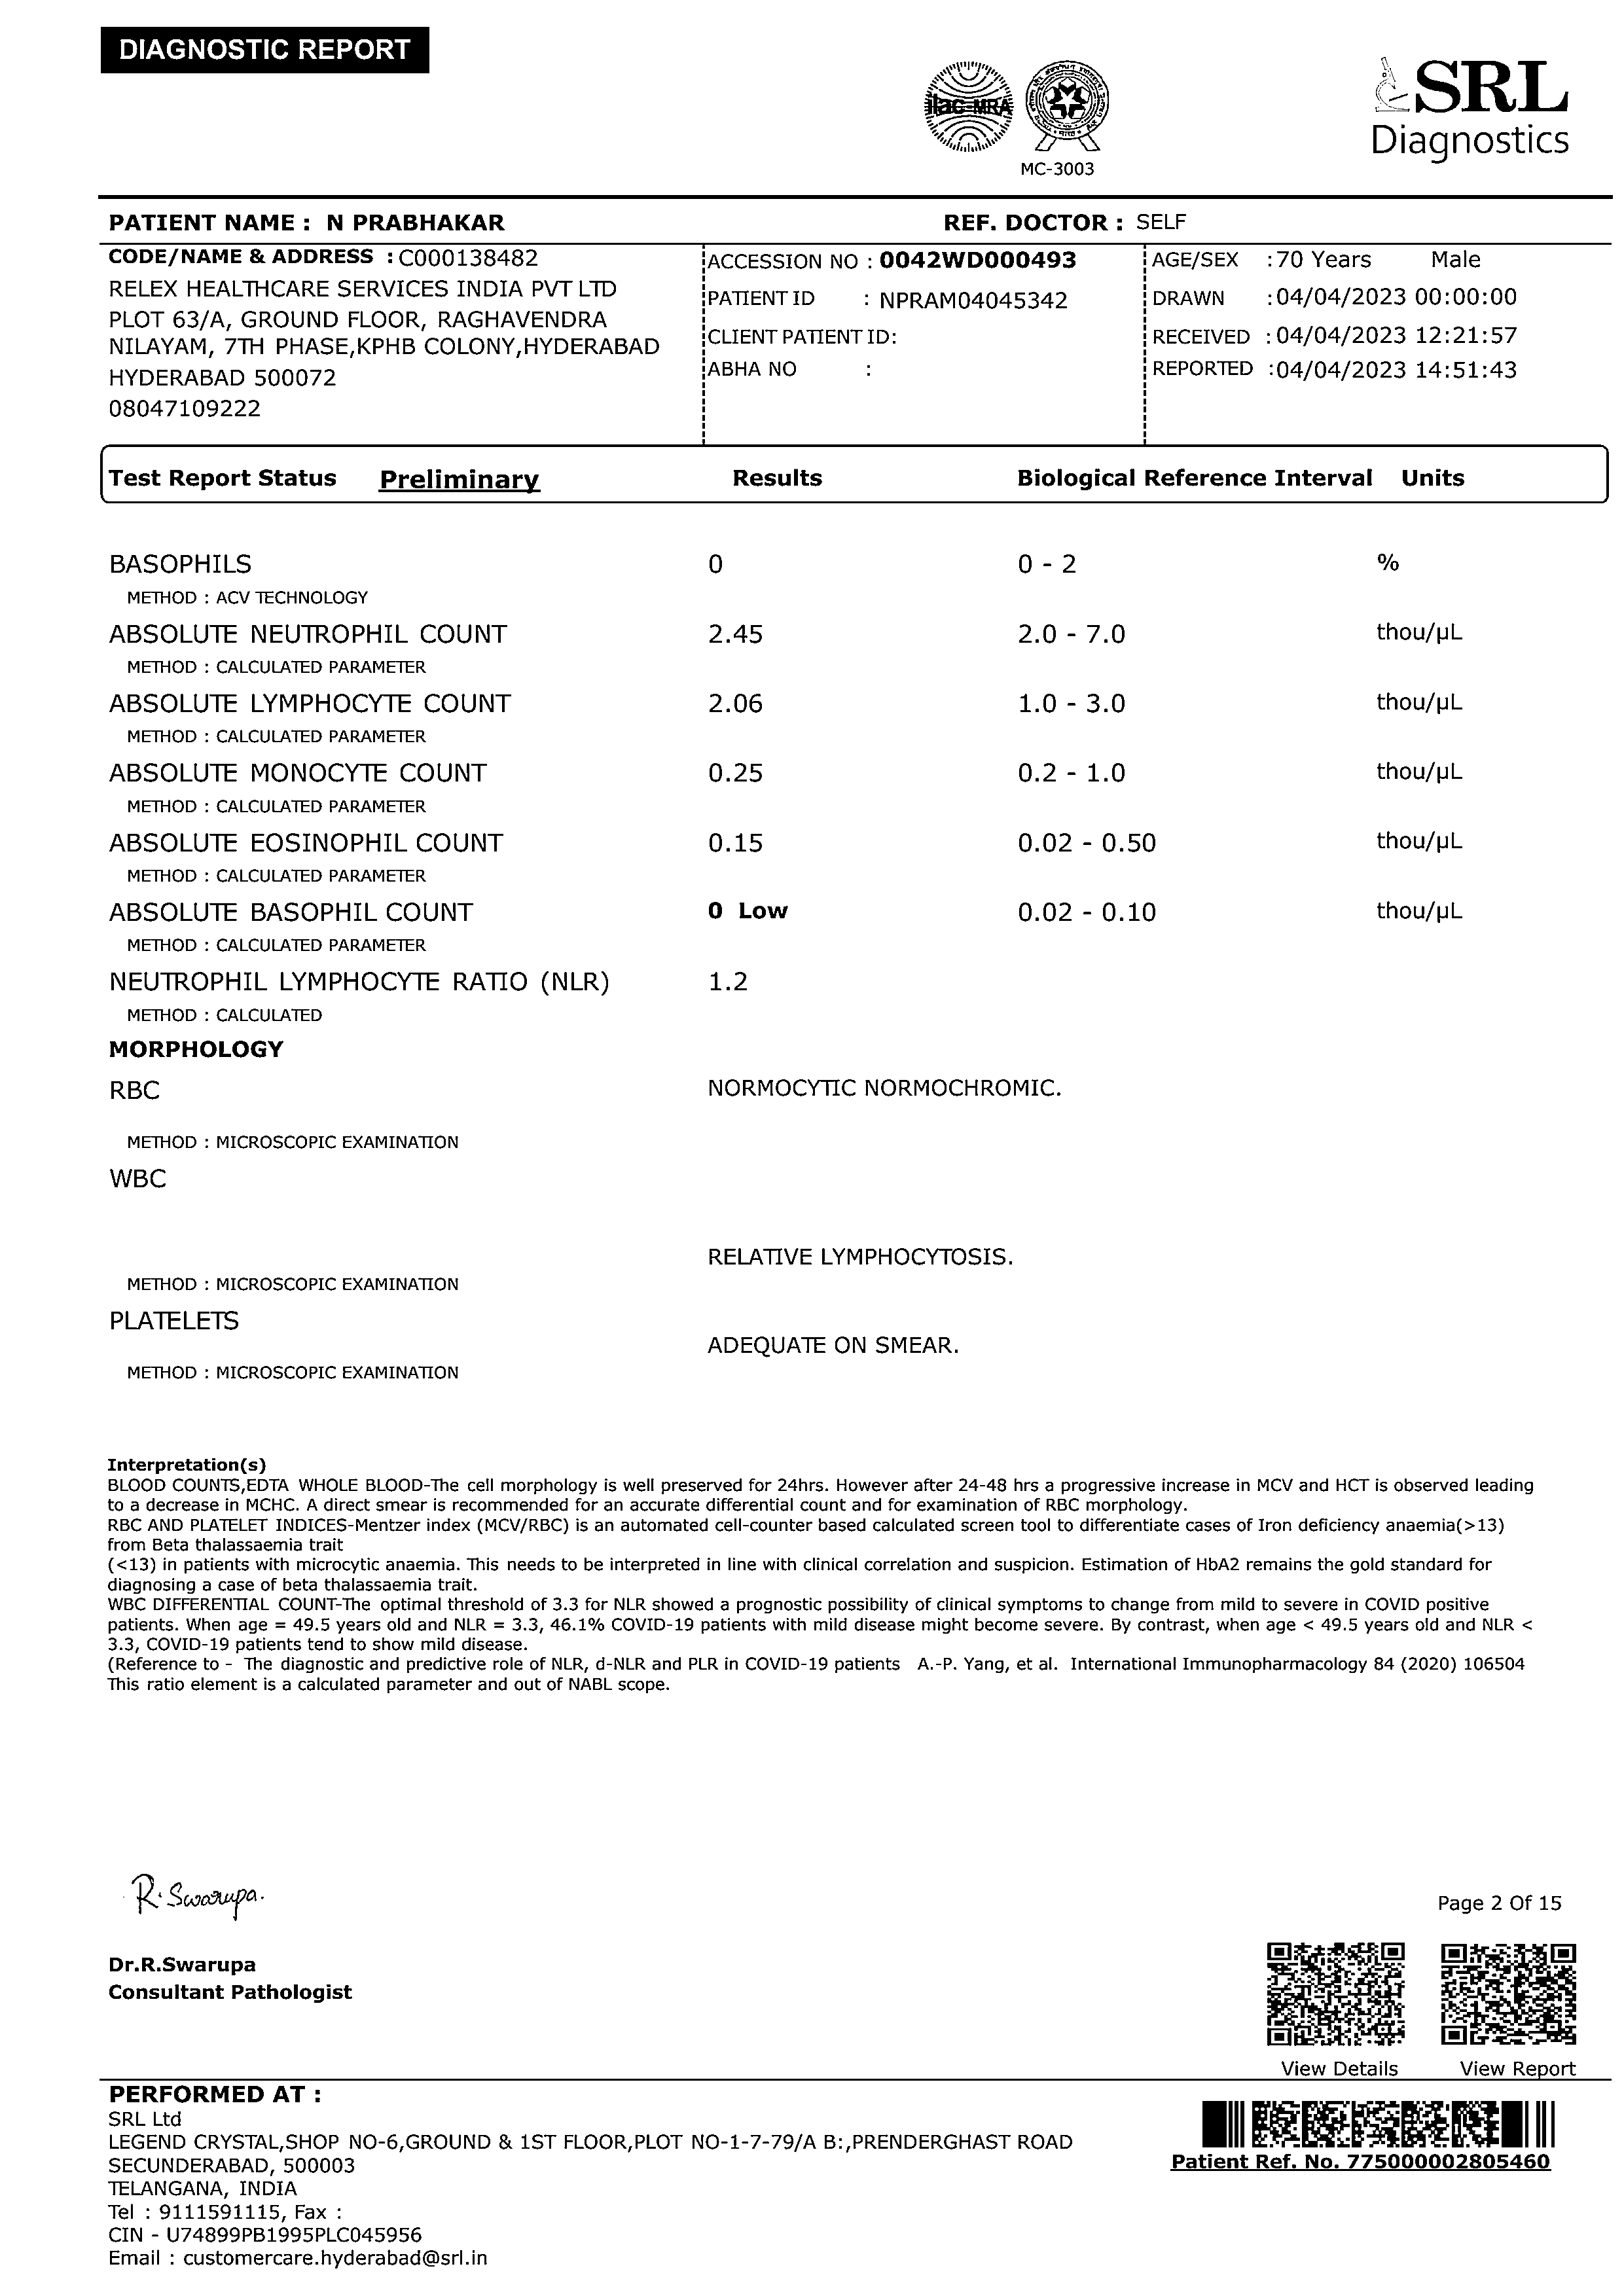 DIAGNOSTIC REPORT
ilac-MRA
MC-3003
SRL
Diagnostics
PATIENT NAME : N PRABHAKAR REF. DOCTOR : SELF
CODE/NAME & ADDRESS : C000138482
RELEX HEALTHCARE SERVICES INDIA PVT LTD
PLOT 63/A, GROUND FLOOR, RAGHAVENDRA
NILAYAM, 7TH PHASE,KPHB COLONY,HYDERABAD
HYDERABAD 500072
08047109222
ACCESSION NO : 0042WD000493
PATIENT ID : NPRAM04045342
CLIENT PATIENT ID:
ABHA NO :
AGE/SEX :70 Years Male
DRAWN :04/04/2023 00:00:00
RECEIVED :04/04/2023 12:21:57
REPORTED :04/04/2023 14:51:43
Test Report Status Preliminary Results Biological Reference Interval Units
BASOPHILS 0 0 - 2 %
METHOD : ACV TECHNOLOGY
ABSOLUTE NEUTROPHIL COUNT 2.45 2.0 - 7.0 thou/µL
METHOD : CALCULATED PARAMETER
ABSOLUTE LYMPHOCYTE COUNT 2.06 1.0 - 3.0 thou/µL
METHOD : CALCULATED PARAMETER
ABSOLUTE MONOCYTE COUNT 0.25 0.2 - 1.0 thou/µL
METHOD : CALCULATED PARAMETER
ABSOLUTE EOSINOPHIL COUNT 0.15 0.02 - 0.50 thou/µL
METHOD : CALCULATED PARAMETER
ABSOLUTE BASOPHIL COUNT 0 Low 0.02 - 0.10 thou/µL
METHOD : CALCULATED PARAMETER
NEUTROPHIL LYMPHOCYTE RATIO (NLR) 1.2
METHOD : CALCULATED
MORPHOLOGY
RBC NORMOCYTIC NORMOCHROMIC.
METHOD : MICROSCOPIC EXAMINATION
WBC
RELATIVE LYMPHOCYTOSIS.
METHOD : MICROSCOPIC EXAMINATION
PLATELETS
ADEQUATE ON SMEAR.
METHOD : MICROSCOPIC EXAMINATION
Interpretation(s)
BLOOD COUNTS,EDTA WHOLE BLOOD-The cell morphology is well preserved for 24hrs. However after 24-48 hrs a progressive increase in MCV and HCT is observed leading
to a decrease in MCHC. A direct smear is recommended for an accurate differential count and for examination of RBC morphology.
RBC AND PLATELET INDICES-Mentzer index (MCV/RBC) is an automated cell-counter based calculated screen tool to differentiate cases of Iron deficiency anaemia(>13)
from Beta thalassaemia trait
(<13) in patients with microcytic anaemia. This needs to be interpreted in line with clinical correlation and suspicion. Estimation of HbA2 remains the gold standard for
diagnosing a case of beta thalassaemia trait.
WBC DIFFERENTIAL COUNT-The optimal threshold of 3.3 for NLR showed a prognostic possibility of clinical symptoms to change from mild to severe in COVID positive
patients. When age = 49.5 years old and NLR = 3.3, 46.1% COVID-19 patients with mild disease might become severe. By contrast, when age < 49.5 years old and NLR <
3.3, COVID-19 patients tend to show mild disease.
(Reference to - The diagnostic and predictive role of NLR, d-NLR and PLR in COVID-19 patients A.-P. Yang, et al. International Immunopharmacology 84 (2020) 106504
This ratio element is a calculated parameter and out of NABL scope.
R. Swarupa.
Dr.R.Swarupa
Consultant Pathologist
Page 2 Of 15
View Details View Report
PERFORMED AT :
SRL Ltd
LEGEND CRYSTAL,SHOP NO-6,GROUND & 1ST FLOOR,PLOT NO-1-7-79/A B:,PRENDERGHAST ROAD
SECUNDERABAD, 500003
TELANGANA, INDIA
Tel : 9111591115, Fax :
CIN - U74899PB1995PLC045956
Email : customercare.hyderabad@srl.in
Patient Ref. No. 775000002805460